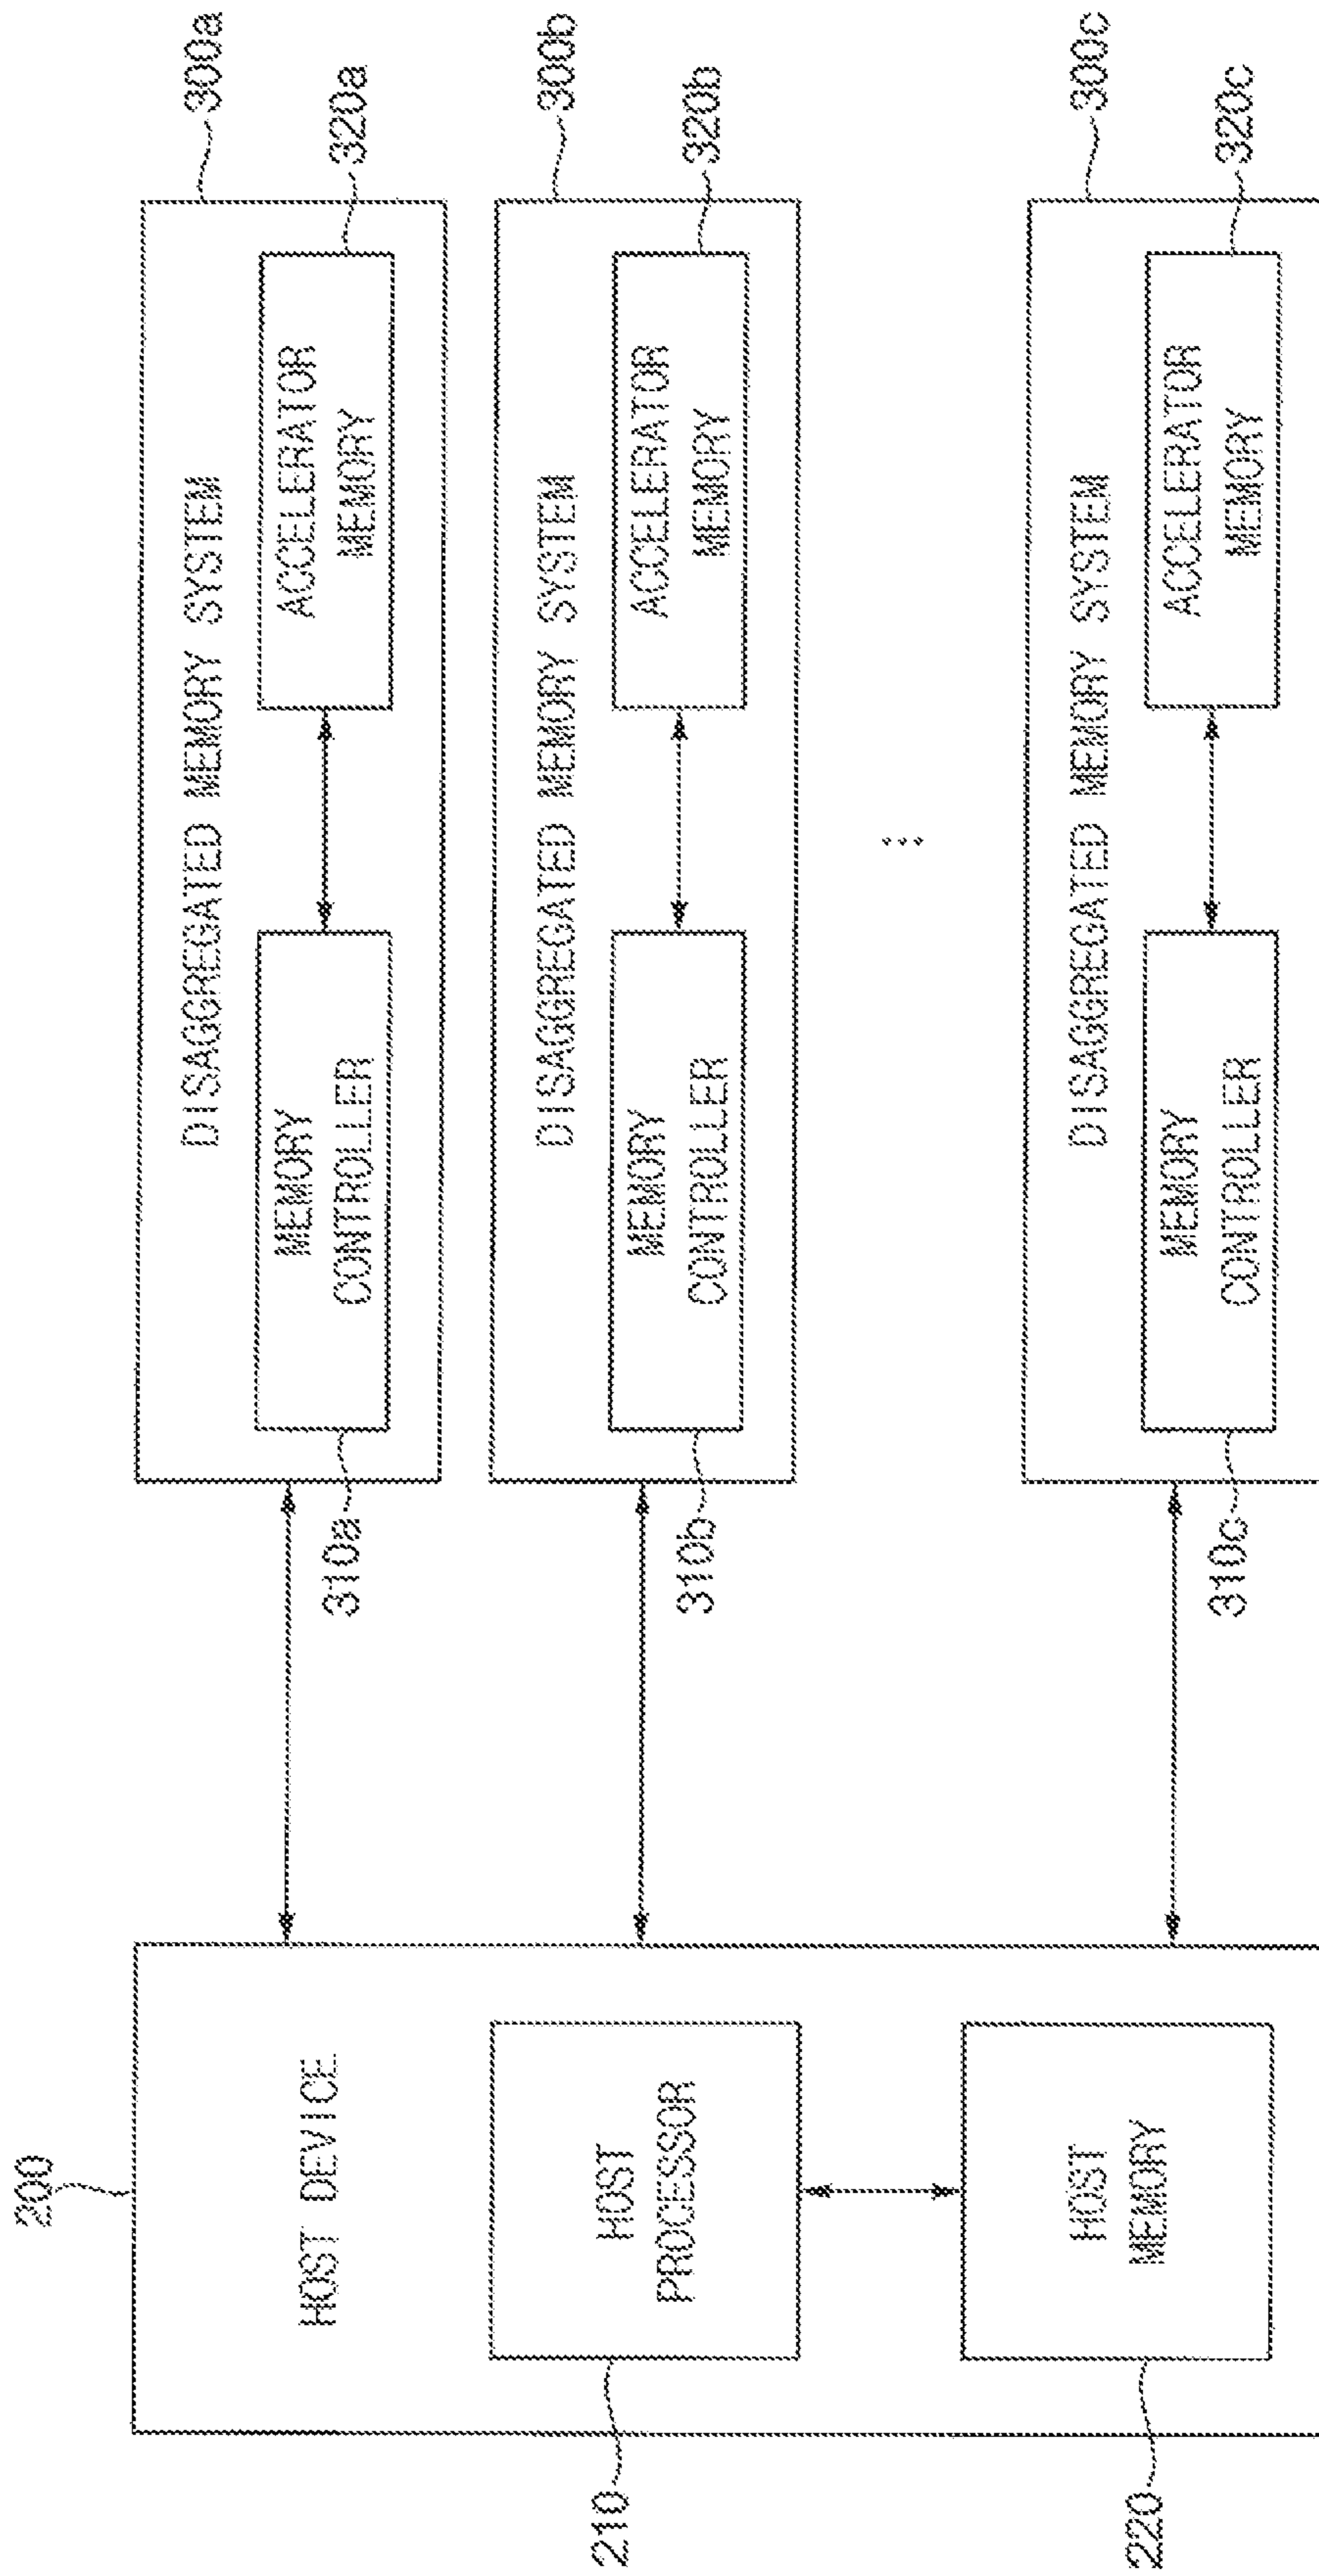 200
HOST DEVICE
210
HOST
PROCESSOR
220
HOST
MEMORY
300a
DISAGGREGATED MEMORY SYSTEM
310a
MEMORY
CONTROLLER
320a
ACCELERATOR
MEMORY
300b
DISAGGREGATED MEMORY SYSTEM
310b
MEMORY
CONTROLLER
320b
ACCELERATOR
MEMORY
300c
DISAGGREGATED MEMORY SYSTEM
310c
MEMORY
CONTROLLER
320c
ACCELERATOR
MEMORY